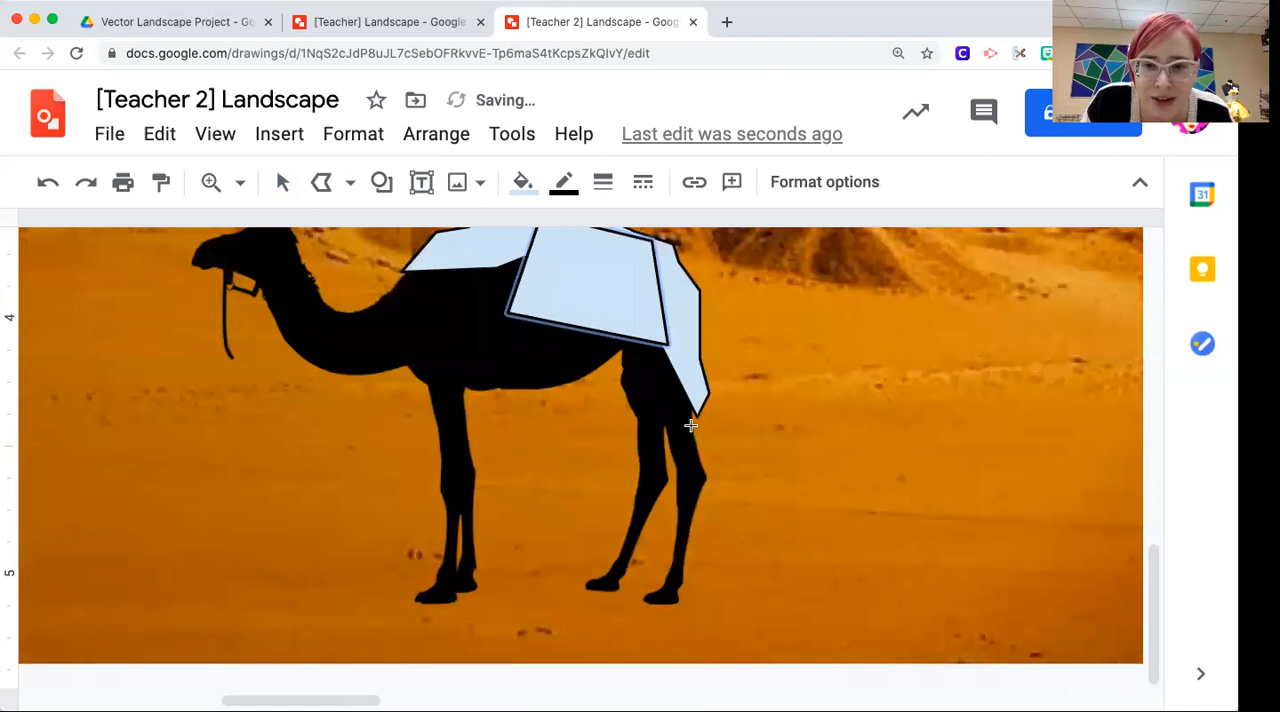 Vector Landscape Project - Go
[Teacher] Landscape - Google
[Teacher 2] Landscape - Goog
docs.google.com/drawings/d/1NqS2cJdP8uJL7cSebOFRkvvE-Tp6maS4tKcpsZkQIvY/edit
[Teacher 2] Landscape
Saving...
File Edit View Insert Format Arrange Tools Help Last edit was seconds ago
Format options
31
4
5